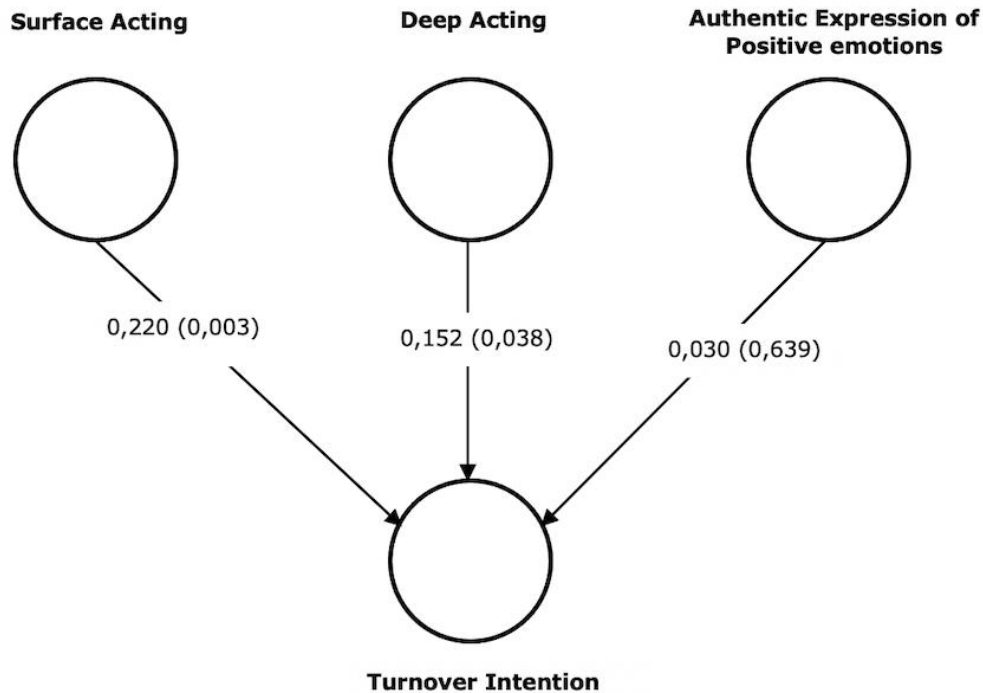 Surface Acting
Deep Acting
Authentic Expression of
Positive emotions
0,220 (0,003)
0,152 (0,038)
0,030 (0,639)
Turnover Intention